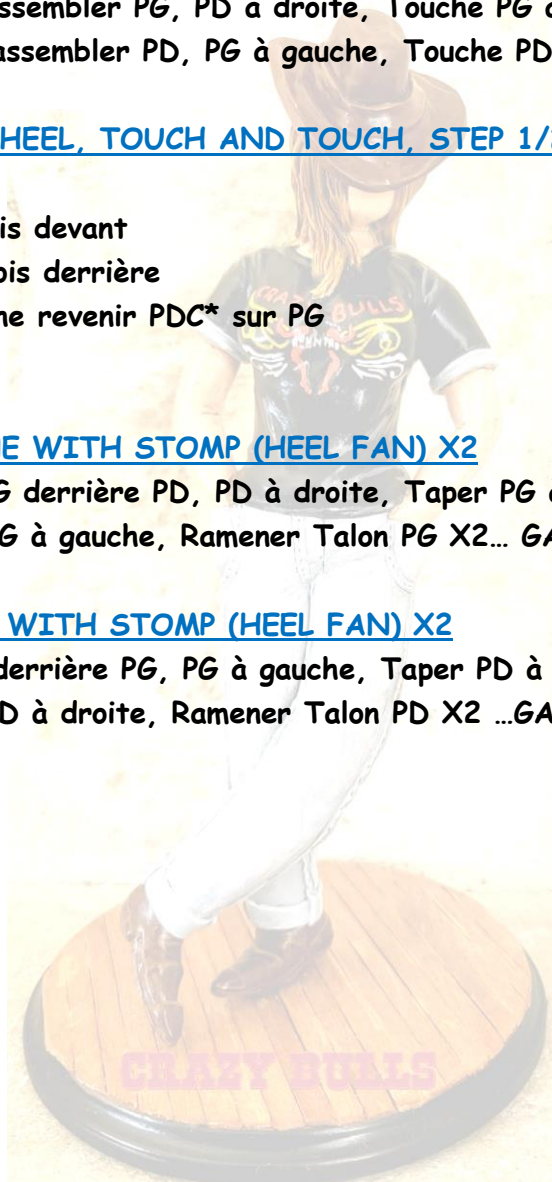 ssembler PG, PD à droite, Touche PG
assembler PD, PG à gauche, Touche PD
HEEL, TOUCH AND TOUCH, STEP 1/
is devant
ois derrière
ne revenir PDC* sur PG
CRAZY BULLS
E WITH STOMP (HEEL FAN) X2
G derrière PD, PD à droite, Taper PG
G à gauche, Ramener Talon PG X2… GA
WITH STOMP (HEEL FAN) X2
derrière PG, PG à gauche, Taper PD à
D à droite, Ramener Talon PD X2 …GA
CRAZY BULLS